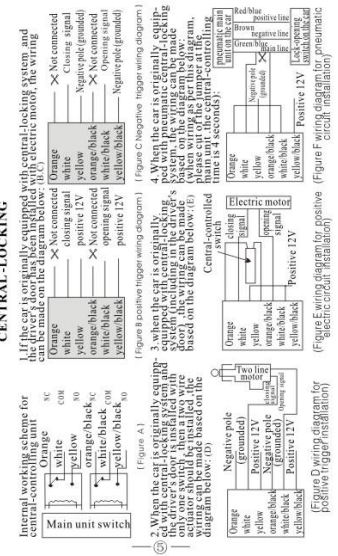 CENTRAL-LOCKING
Internal working scheme for
central-controlling unit
Main unit switch
Orange NC
white COM
yellow NO
orange/black NC
white/black COM
yellow/black NO
[Figure A]
1. If the car is originally equipped with central-locking system and
the driver's door has been installed with electric motor, the wiring
can be made on the diagram below: (B.C)
Orange Not connected
white closing signal
yellow positive 12V
orange/black Not connected
white/black opening signal
yellow/black positive 12V
[Figure B positive trigger wiring diagram]
Orange Not connected
white Closing signal
yellow Negative pole (grounded)
orange/black Not connected
white/black Opening signal
yellow/black Negative pole (grounded)
[Figure C Negative trigger wiring diagram]
2. When the car is originally equipp-
ed with central-locking system,and
the driver's door is installed with
only one switch, then a two wire
actuator should be installed ,the
wiring can be made based on the
diagram below: (D)
Orange Negative pole
(grounded)
white
yellow Positive 12V
orange/black Negative pole
(grounded)
white/black
yellow/black Positive 12V
Two line
motor
closing
signal
Opening signal
(Figure D wiring diagram for
positive trigger installation)
3. when the car is originally
equipped with central-locking
system (including in the driver's
door) ,the wiring can be made
based on the diagram below: (E)
Central-controlled
switch
Electric motor
closing
signal
opening
signal
Orange
white
yellow
orange/black
white/black
yellow/black
Positive 12V
(Figure E wiring diagram for positive
electric circuit installation)
4. When the car is originally equip-
ped with pneumatic central-locking
system, the wiring can be made
based on the diagram below:
(when wiring as per this diagram,
please cut the jumper at the
main unit .the central-controlling
time is 4 seconds):
pneumatic main
unit on the car
Red/blue
positive line
Brown
negative line
Green/blue
main line
Negative pole
(grounded)
Lock-opening
switch on the car
Orange
white
yellow
orange/black
white/black
yellow/black
Positive 12V
(Figure F wiring diagram for pneumatic
circuit installation)
5